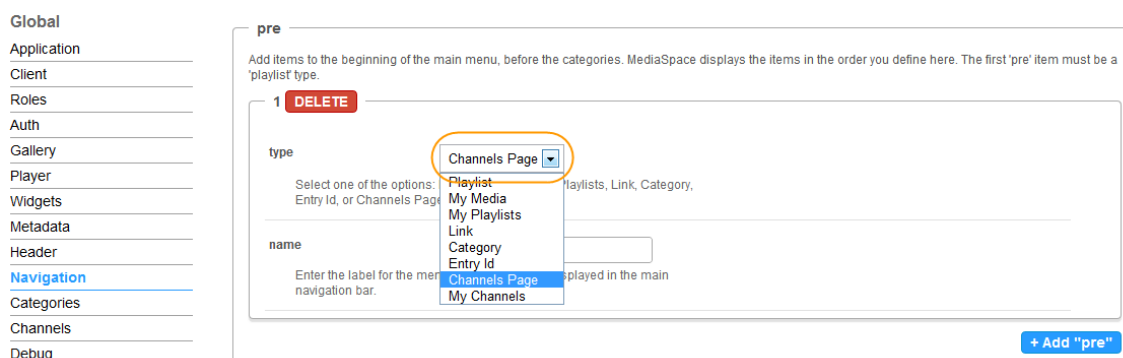 Global
Application
Client
Roles
Auth
Gallery
Player
Widgets
Metadata
Header
Navigation
Categories
Channels
Debug
pre
Add items to the beginning of the main menu, before the categories. MediaSpace displays the items in the order you define here. The first 'pre' item must be a
'playlist' type.
1 DELETE
type
Channels Page
Select one of the options: Playlists, Link, Category,
Entry Id, or Channels Page
Playlist
My Media
My Playlists
Link
Category
Entry Id
Channels Page
My Channels
name
Enter the label for the displayed in the main
navigation bar.
+ Add "pre"